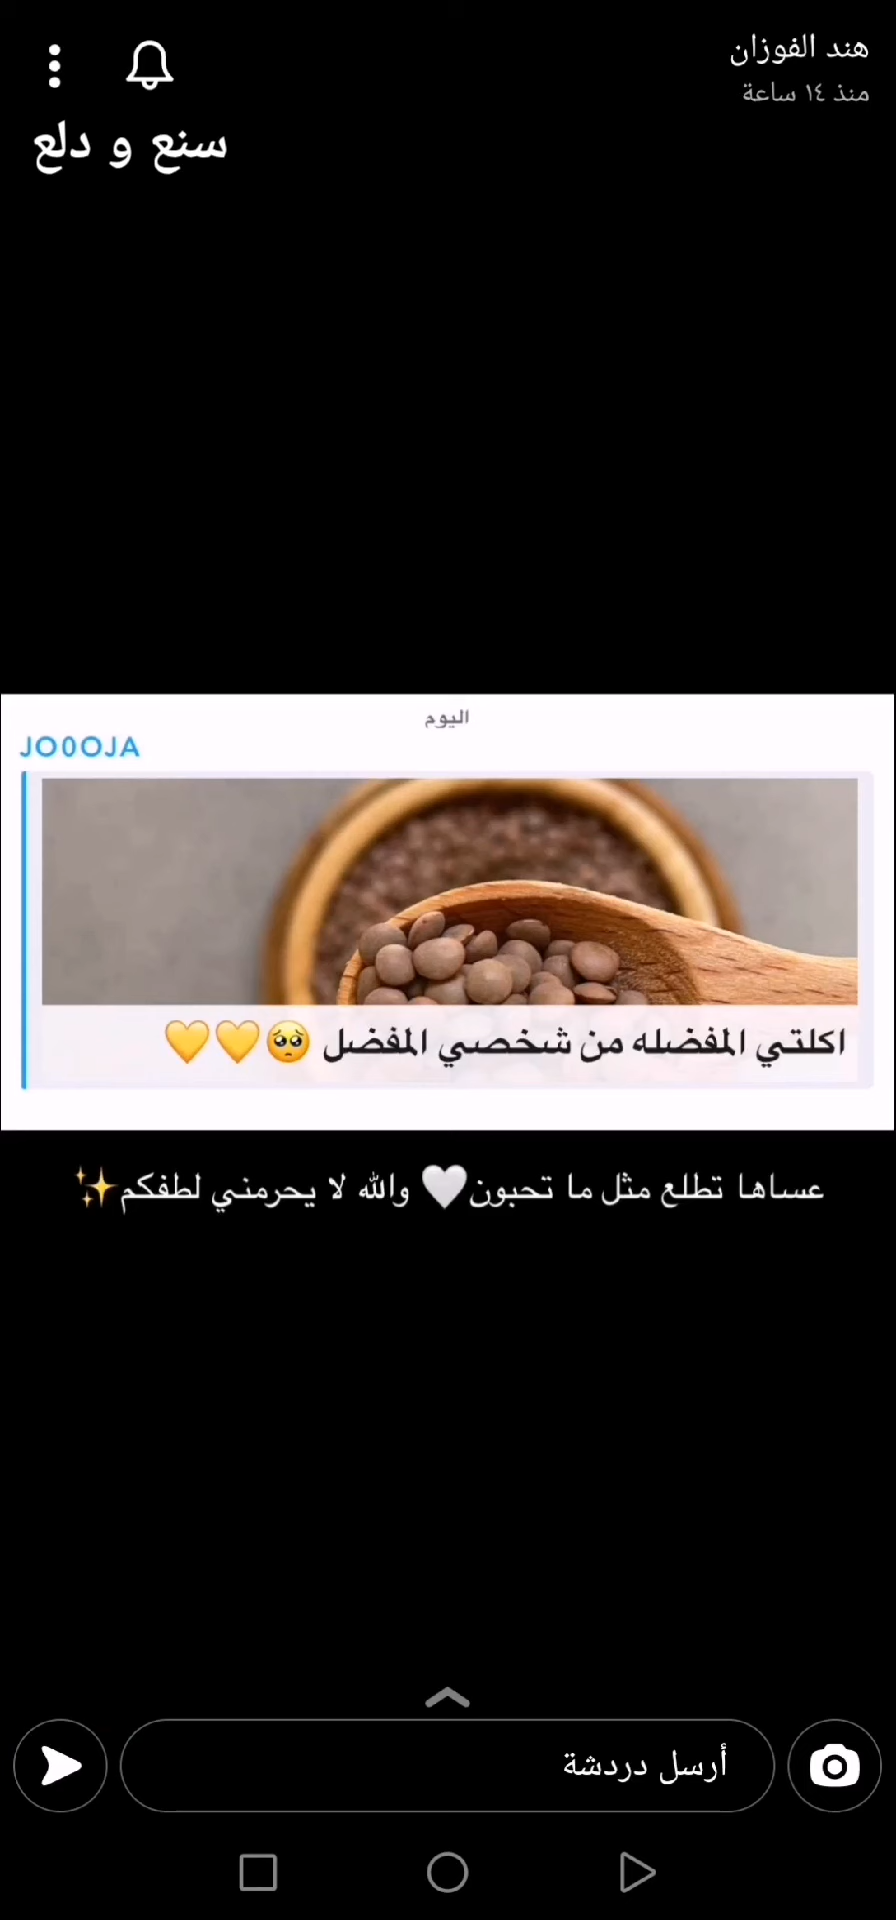 هند الفوزان
منذ ١٤ ساعة
سنع و دلع
اليوم
JOOOJA
اكلتي المفضله من شخصي المفضل 🥺💛💛
عساها تطلع مثل ما تحبون🤍 والله لا يحرمني لطفكم✨
أرسل دردشة